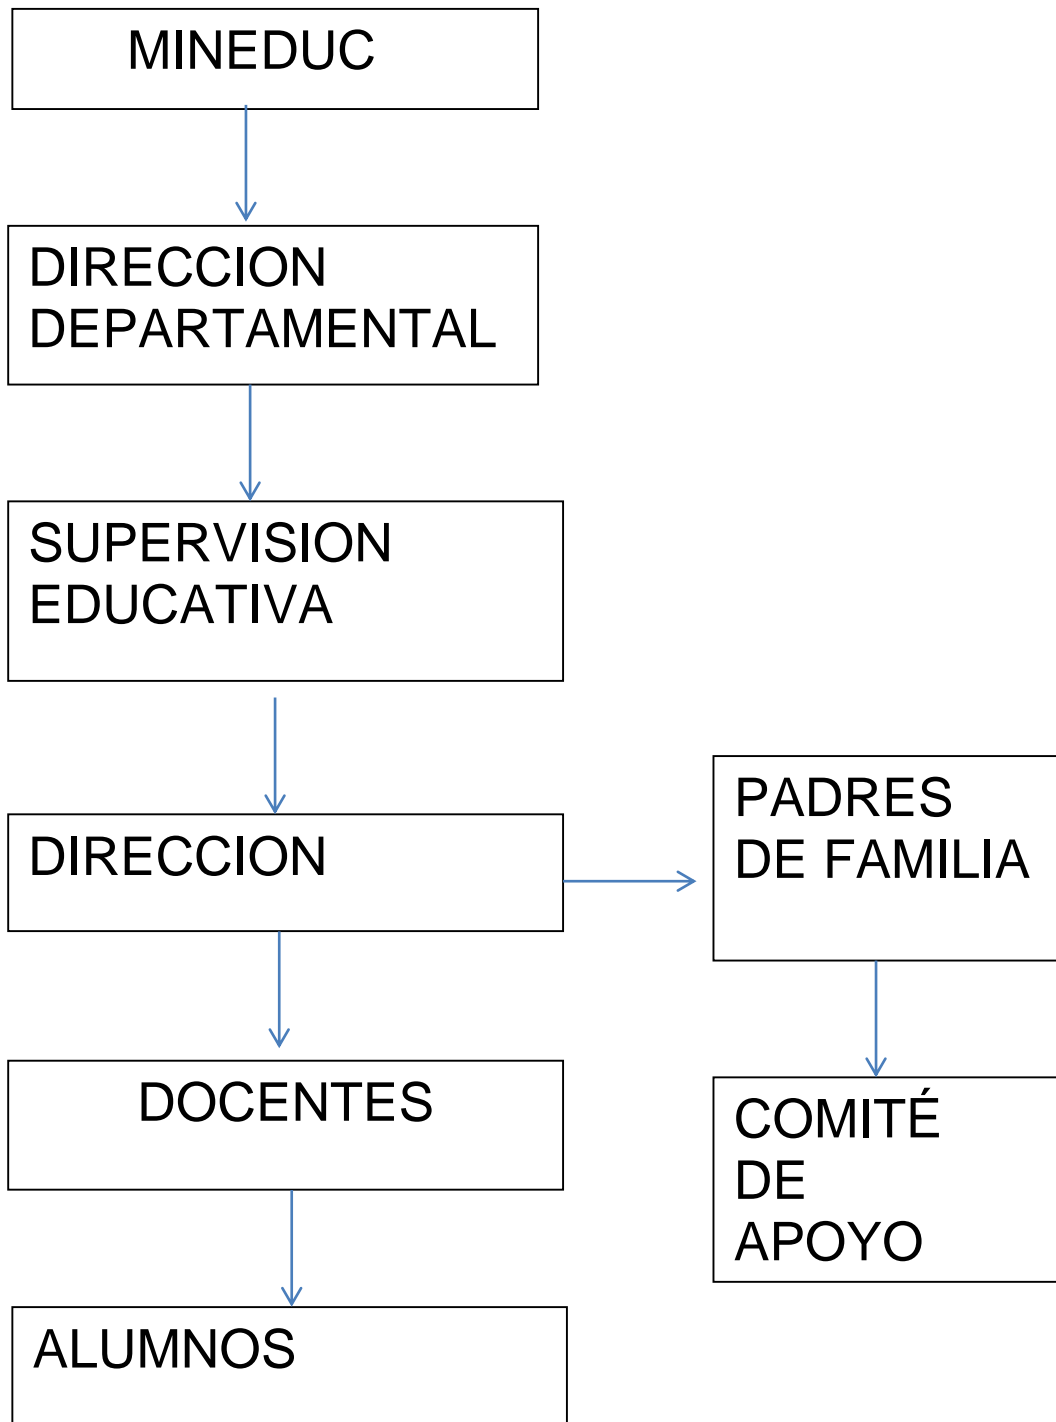 MINEDUC
DIRECCION
DEPARTAMENTAL
SUPERVISION
EDUCATIVA
DIRECCION
PADRES
DE FAMILIA
DOCENTES
COMITÉ
DE
APOYO
ALUMNOS